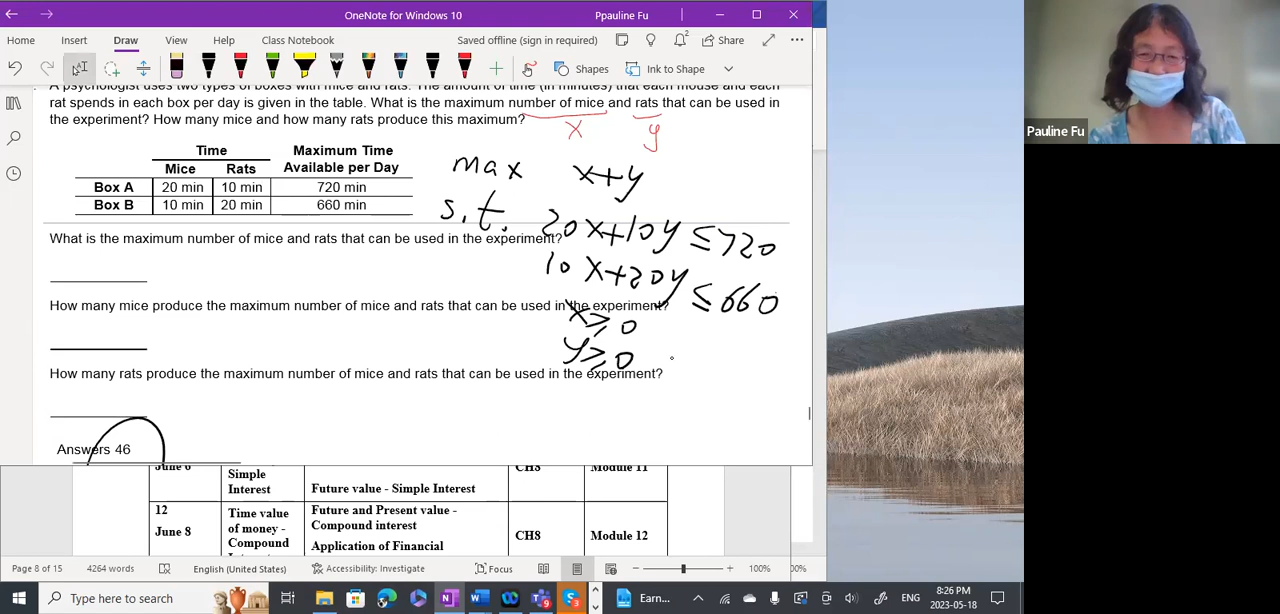 OneNote for Windows 10
Ppauline Fu
Home Insert Draw View Help Class Notebook Saved offline (sign in required) Share
Shapes Ink to Shape
A psychologist uses two types of boxes with mice and rats. The amount of time (in minutes) that each mouse and each
rat spends in each box per day is given in the table. What is the maximum number of mice and rats that can be used in
the experiment? How many mice and how many rats produce this maximum?
x y
Time Maximum Time
Mice Rats Available per Day
Box A 20 min 10 min 720 min
Box B 10 min 20 min 660 min
max x+y
s.t. 20x+10y ≤720
10x+20y ≤660
x≥0
y≥0
What is the maximum number of mice and rats that can be used in the experiment?
How many mice produce the maximum number of mice and rats that can be used in the experiment?
How many rats produce the maximum number of mice and rats that can be used in the experiment?
Answers 46
June 6 Simple Interest Future value - Simple Interest CH8 Module 11
12 June 8 Time value of money - Compound Future and Present value - Compound interest CH8 Module 12
Application of Financial
Page 8 of 15 4264 words English (United States) Accessibility: Investigate Focus 100% 00%
Type here to search
Earn... ENG 8:26 PM
2023-05-18
Pauline Fu